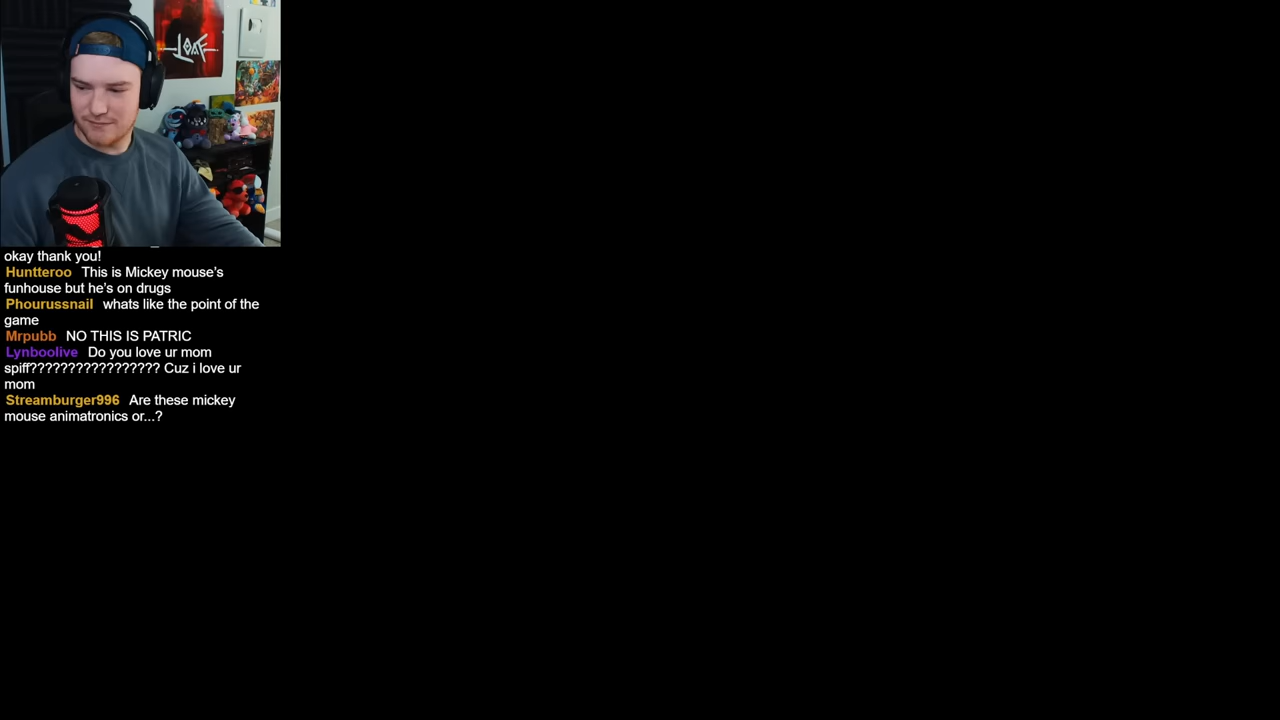 LOAF
okay thank you!
Huntteroo This is Mickey mouse's
funhouse but he's on drugs
Phourussnail whats like the point of the
game
Mrpubb NO THIS IS PATRIC
Lynboolive Do you love ur mom
spiff????????????????? Cuz i love ur
mom
Streamburger996 Are these mickey
mouse animatronics or...?